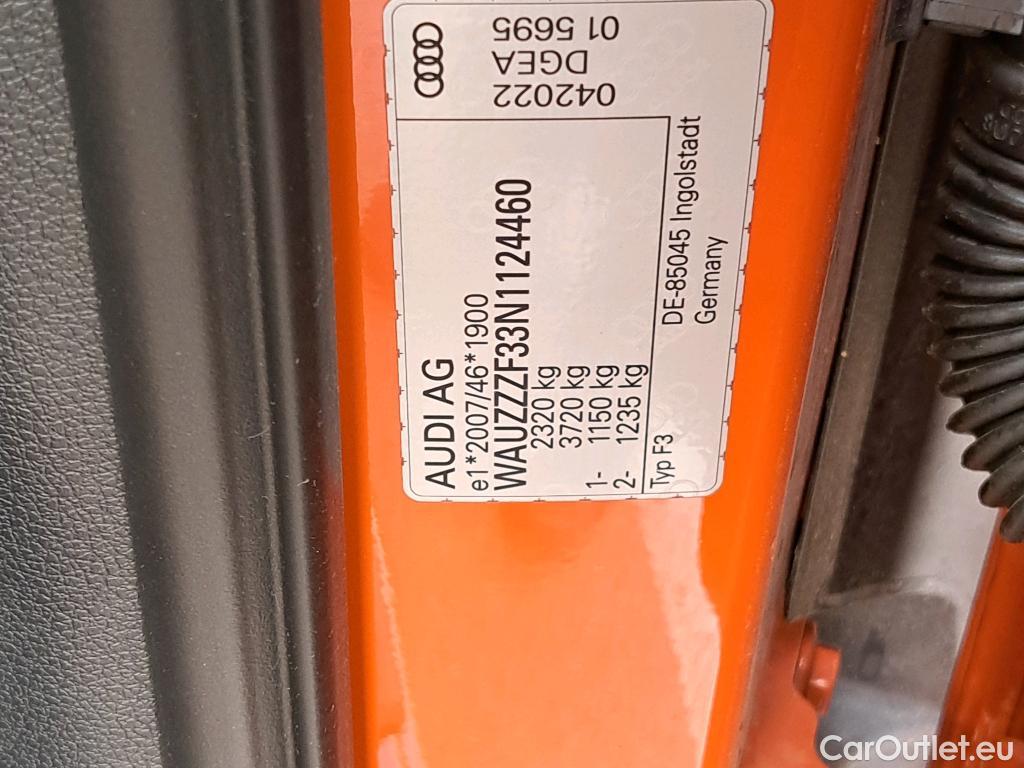 AUDI AG
e1*2007/46*1900
WAUZZZF33N1124460
2320 kg
3720 kg
1- 1150 kg
2- 1235 kg
Typ F3
DE-85045 Ingolstadt
Germany
042022
DGEA
01 5695
CarOutlet.eu